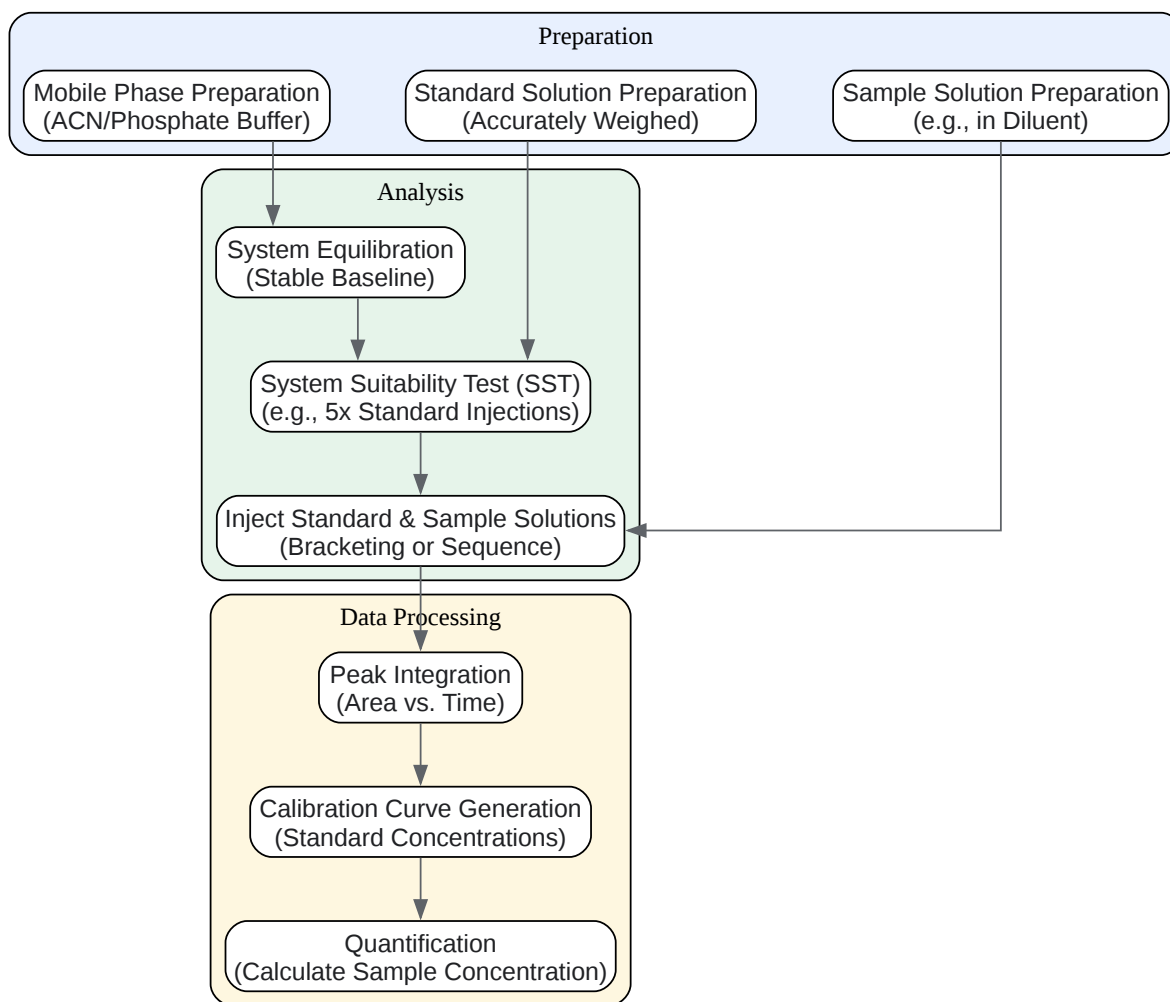 Preparation
Mobile Phase Preparation
(ACN/Phosphate Buffer)
Standard Solution Preparation
(Accurately Weighed)
Sample Solution Preparation
(e.g., in Diluent)
Analysis
System Equilibration
(Stable Baseline)
System Suitability Test (SST)
(e.g., 5x Standard Injections)
Inject Standard & Sample Solutions
(Bracketing or Sequence)
Data Processing
Peak Integration
(Area vs. Time)
Calibration Curve Generation
(Standard Concentrations)
Quantification
(Calculate Sample Concentration)